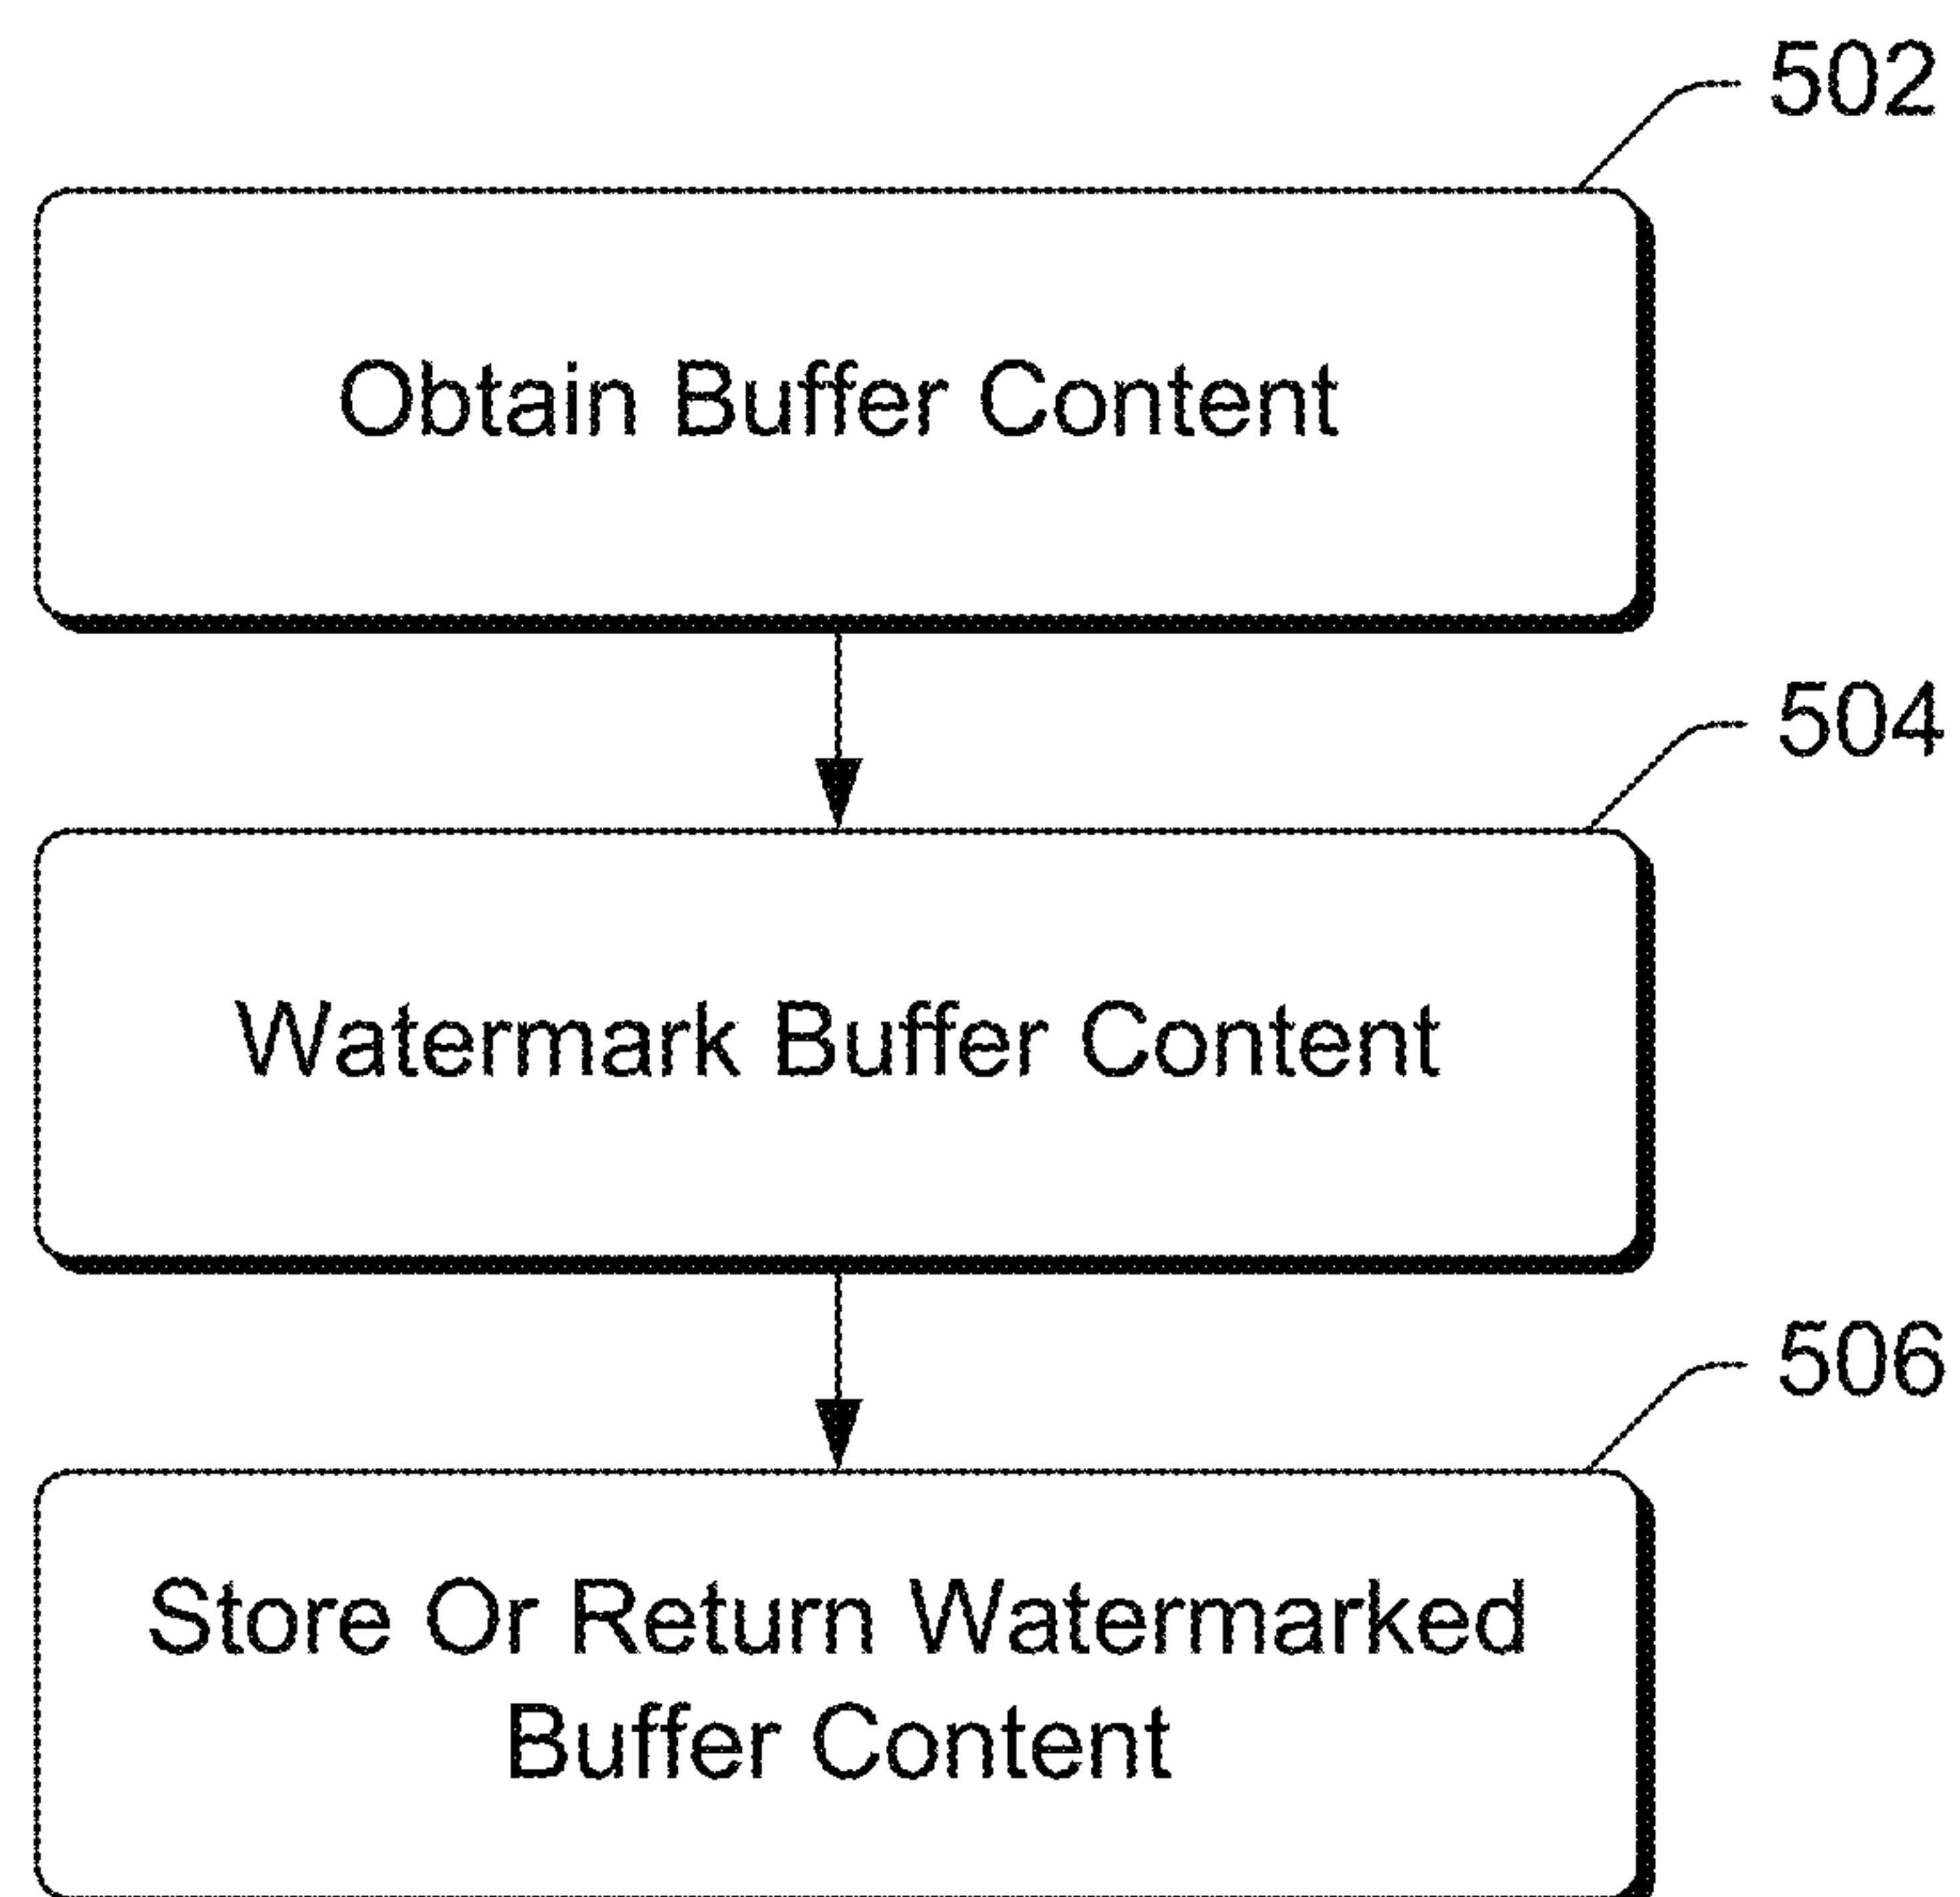 502
Obtain Buffer Content
504
Watermark Buffer Content
506
Store Or Return Watermarked
Buffer Content